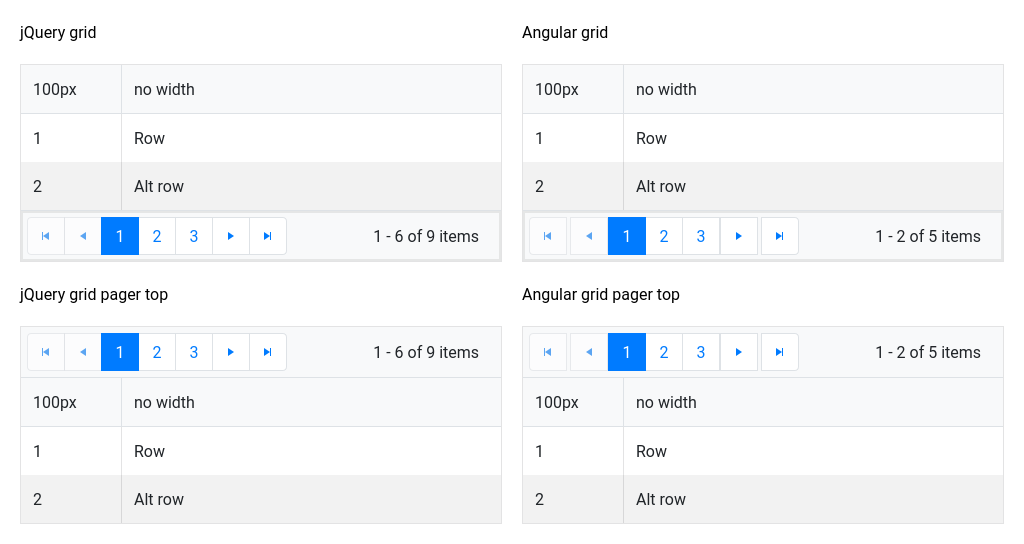 jQuery grid
100px no width
1 Row
2 Alt row
1 2 3 1 - 6 of 9 items
Angular grid
100px no width
1 Row
2 Alt row
1 2 3 1 - 2 of 5 items
jQuery grid pager top
1 2 3 1 - 6 of 9 items
100px no width
1 Row
2 Alt row
Angular grid pager top
1 2 3 1 - 2 of 5 items
100px no width
1 Row
2 Alt row